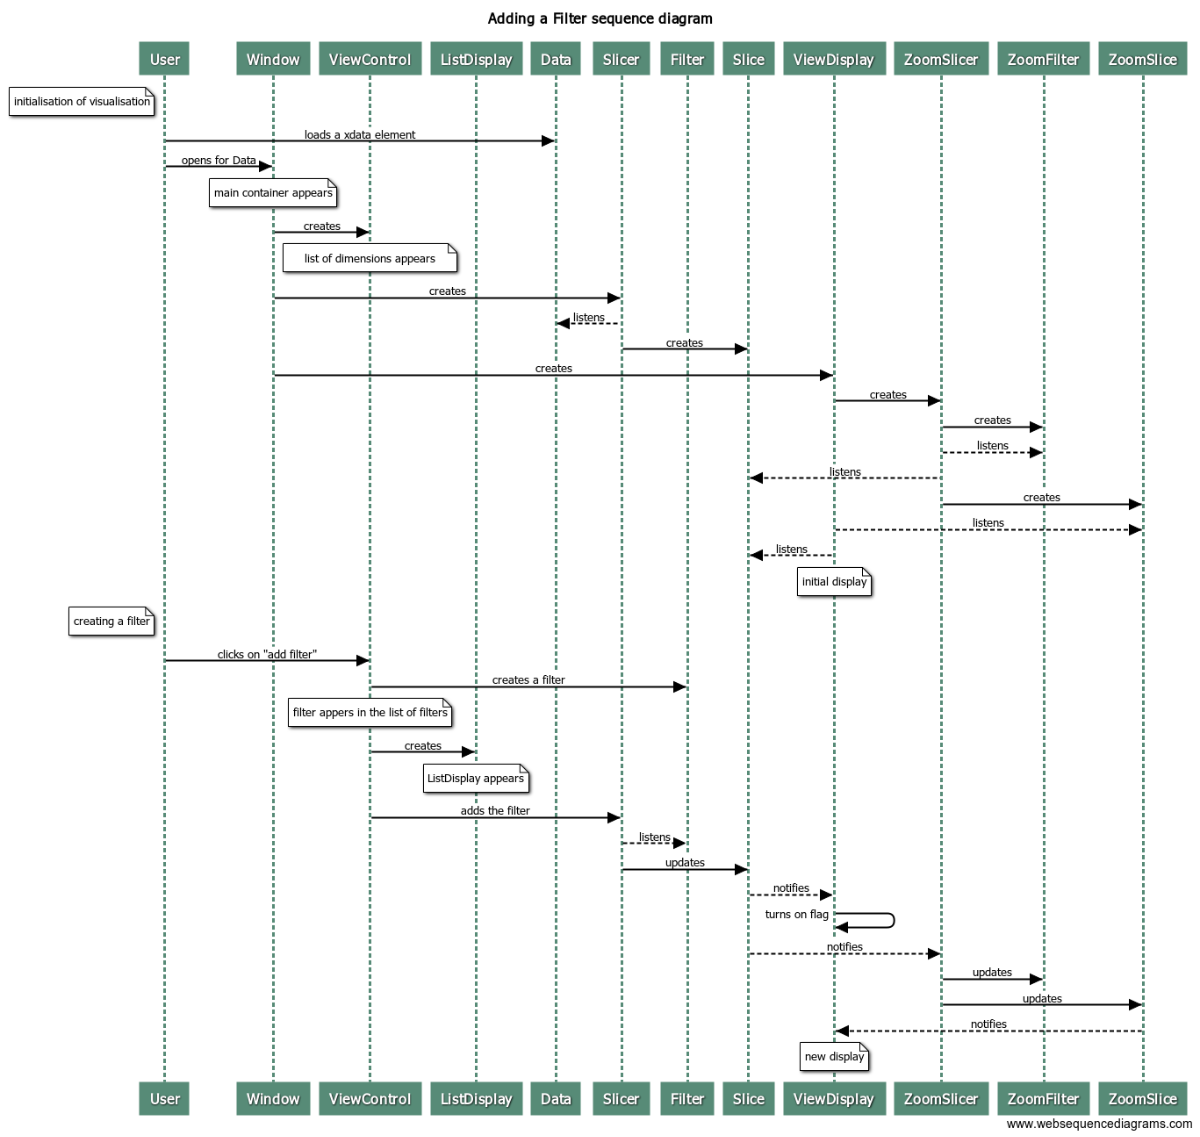 Adding a Filter sequence diagram
User Window ViewControl ListDisplay Data Slicer Filter Slice ViewDisplay ZoomSlicer ZoomFilter ZoomSlice
initialisation of visualisation
loads a xdata element
opens for Data
main container appears
creates
list of dimensions appears
creates
listens
creates
creates
creates
creates
listens
listens
creates
listens
listens
initial display
creating a filter
clicks on "add filter"
creates a filter
filter appers in the list of filters
creates
ListDisplay appears
adds the filter
listens
updates
notifies
turns on flag
notifies
updates
updates
notifies
new display
User Window ViewControl ListDisplay Data Slicer Filter Slice ViewDisplay ZoomSlicer ZoomFilter ZoomSlice
www.websequencediagrams.com